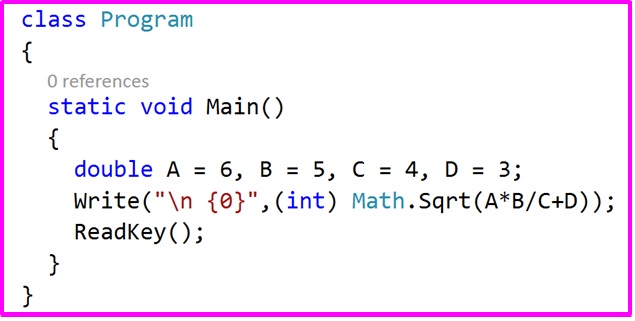 class Program
{
0 references
static void Main()
{
double A = 6, B = 5, C = 4, D = 3;
Write("\n {0}",(int) Math.Sqrt(A*B/C+D));
ReadKey();
}
}